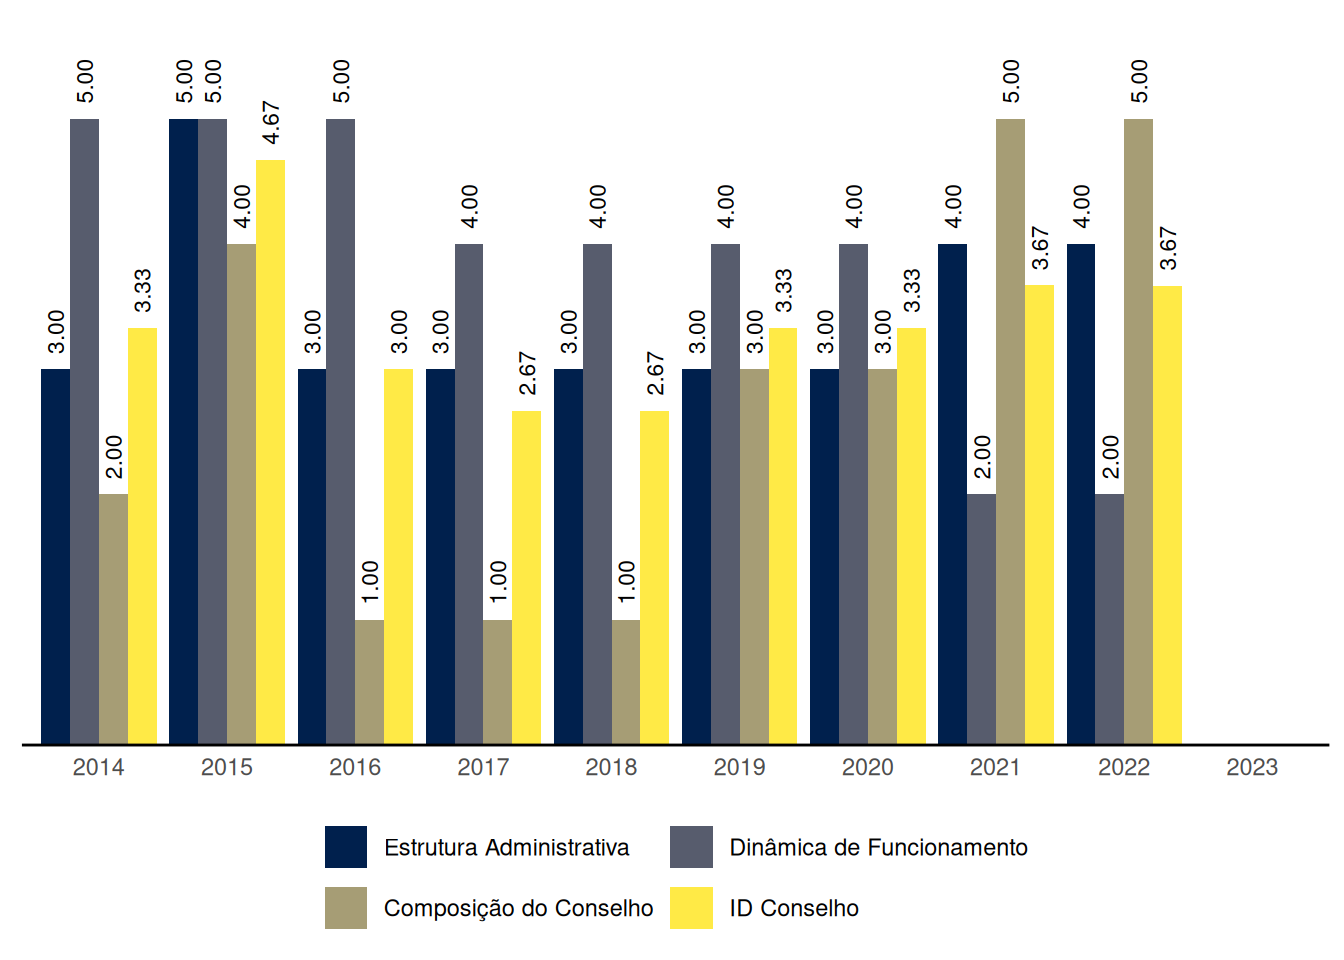 3.00 5.00 2.00 3.33
5.00 5.00 4.00 4.67
3.00 5.00 1.00 3.00
3.00 4.00 1.00 2.67
3.00 4.00 1.00 2.67
3.00 4.00 3.00 3.33
3.00 4.00 3.00 3.33
4.00 2.00 5.00 3.67
4.00 2.00 5.00 3.67
2014 2015 2016 2017 2018 2019 2020 2021 2022 2023
Estrutura Administrativa Dinâmica de Funcionamento
Composição do Conselho ID Conselho